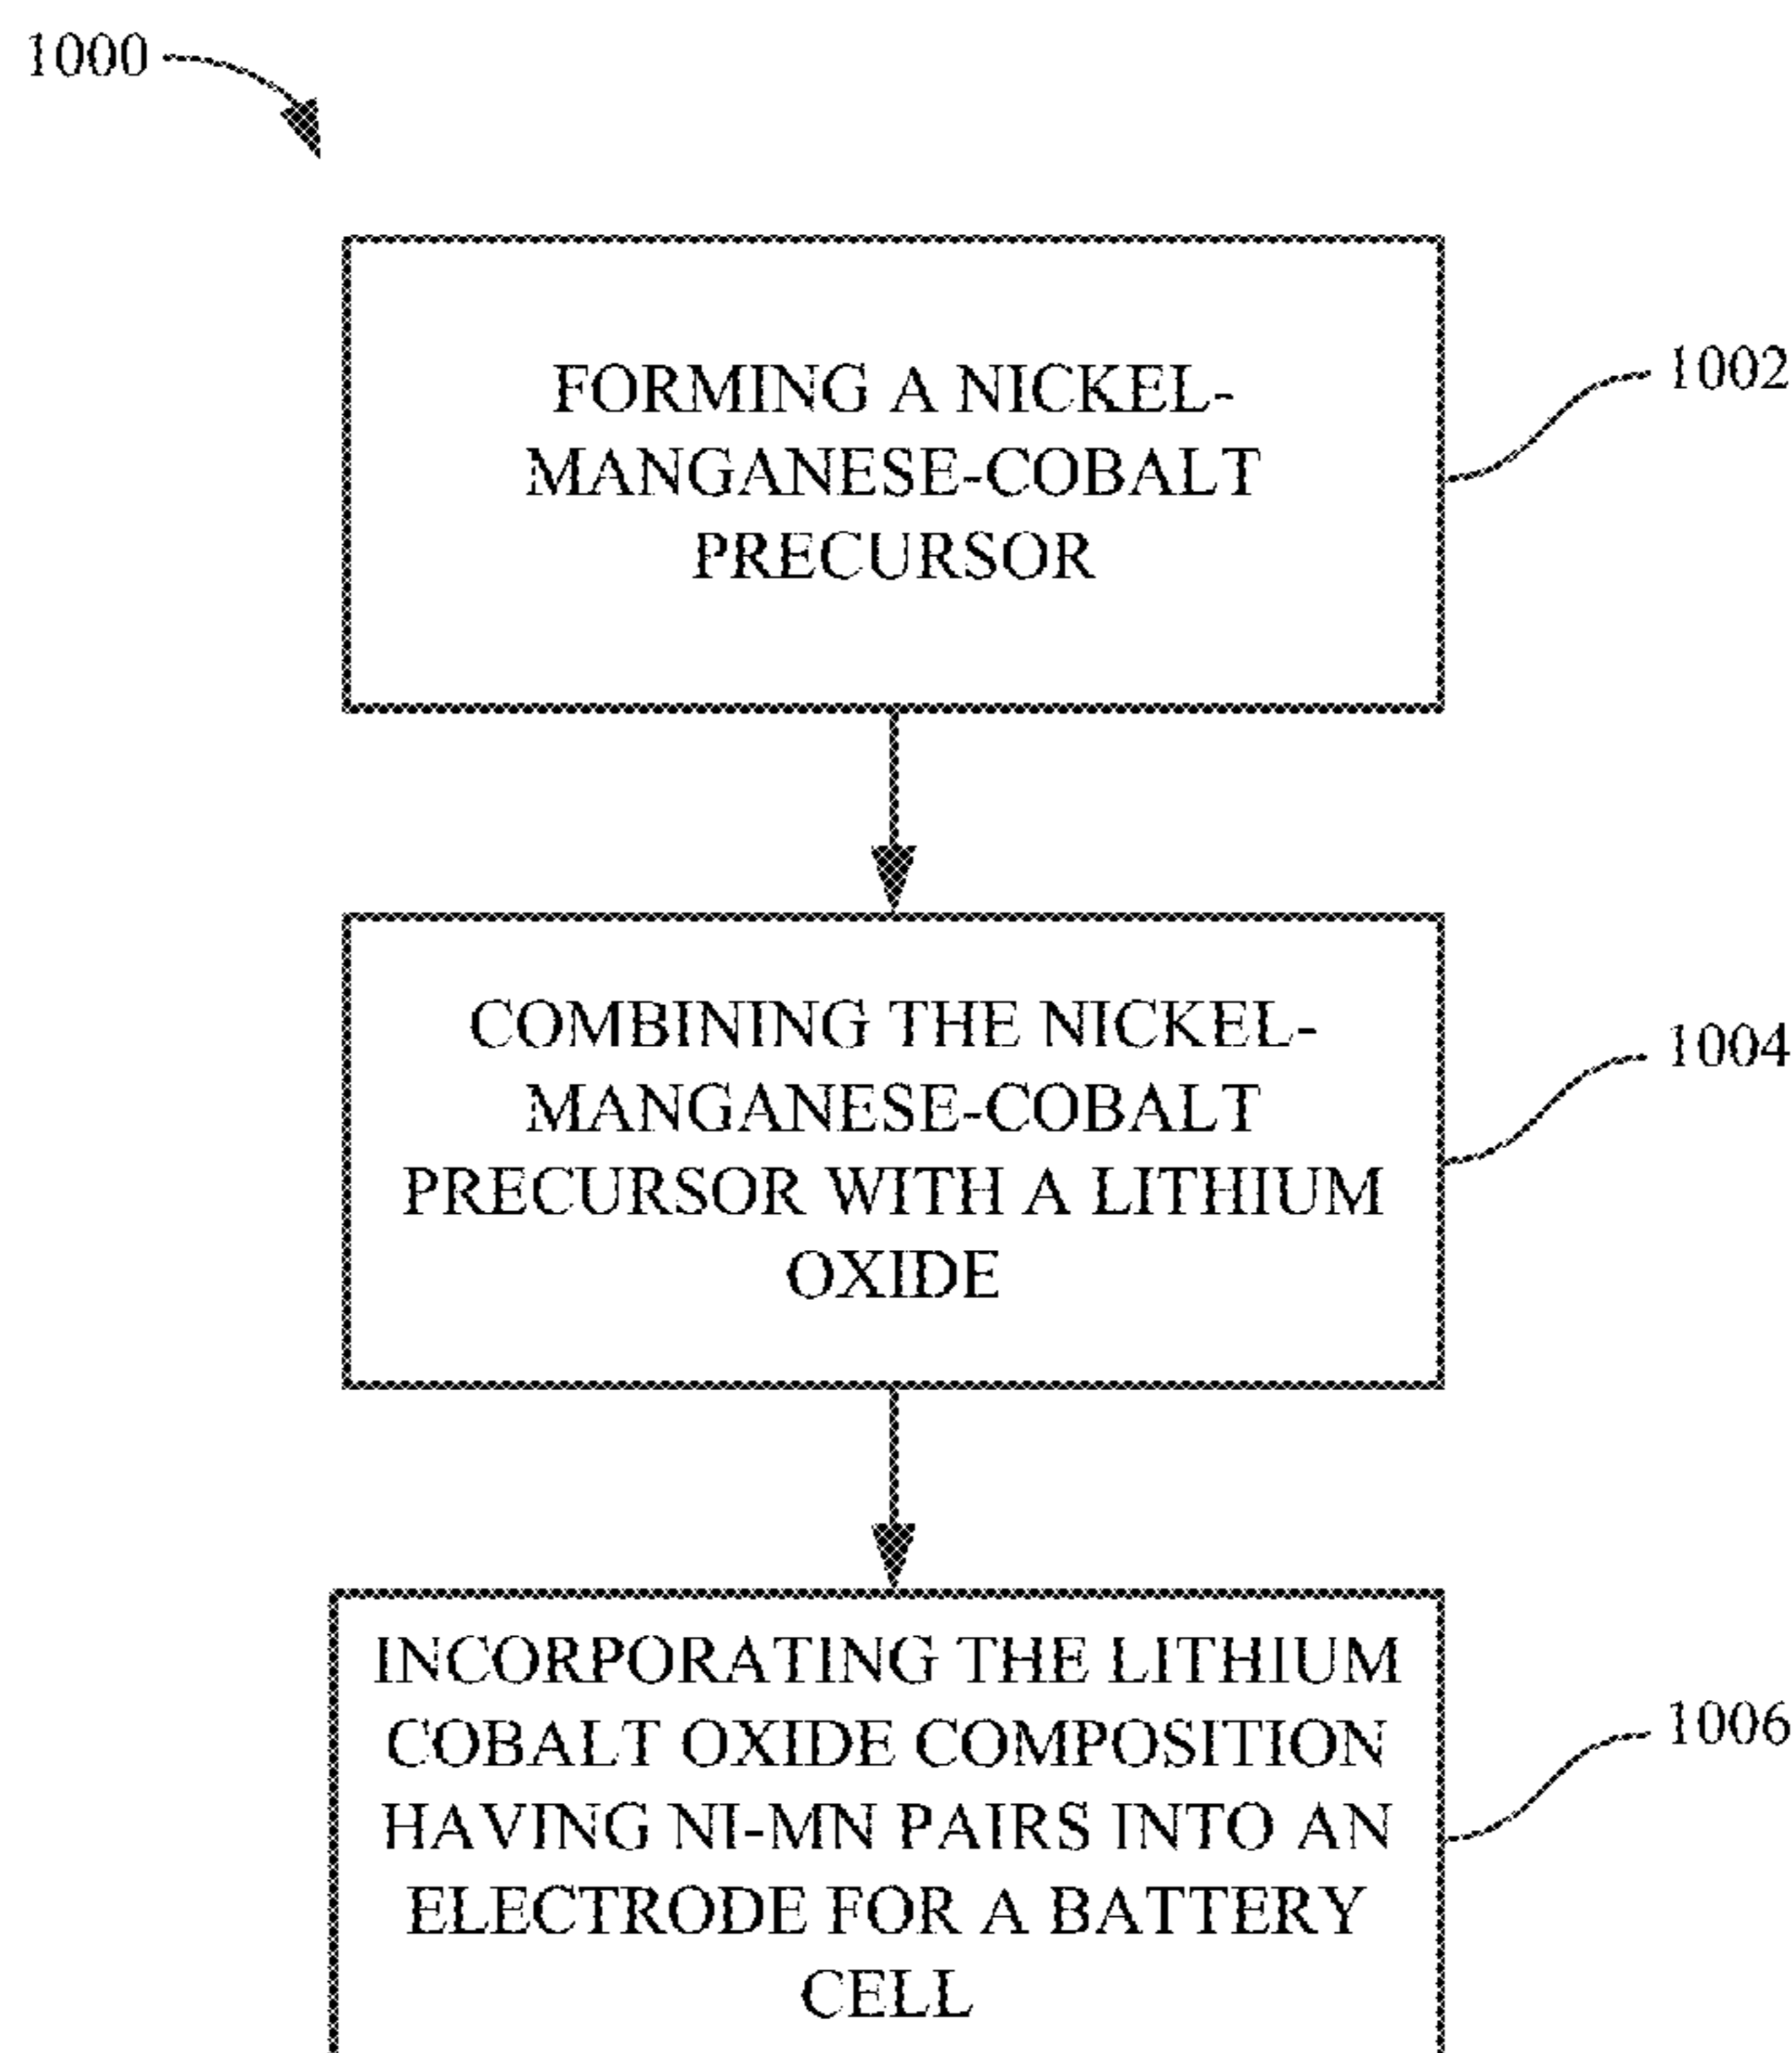 1000
FORMING A NICKEL-
MANGANESE-COBALT
PRECURSOR
1002
COMBINING THE NICKEL-
MANGANESE-COBALT
PRECURSOR WITH A LITHIUM
OXIDE
1004
INCORPORATING THE LITHIUM
COBALT OXIDE COMPOSITION
HAVING NI-MN PAIRS INTO AN
ELECTRODE FOR A BATTERY
CELL
1006